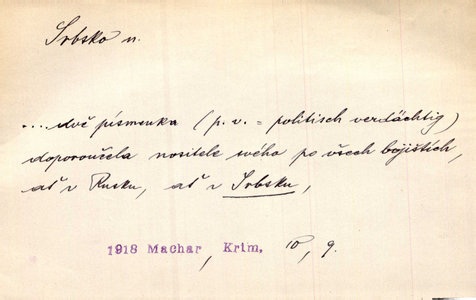 Srbsko n.
....dvě písmenka (p. v. = politisch verdächtig)
doporoučela nositele svého po všech bojištích,
ať v Rusku, ať v Srbsku,
1918 Machar, Krim. 10, 9.